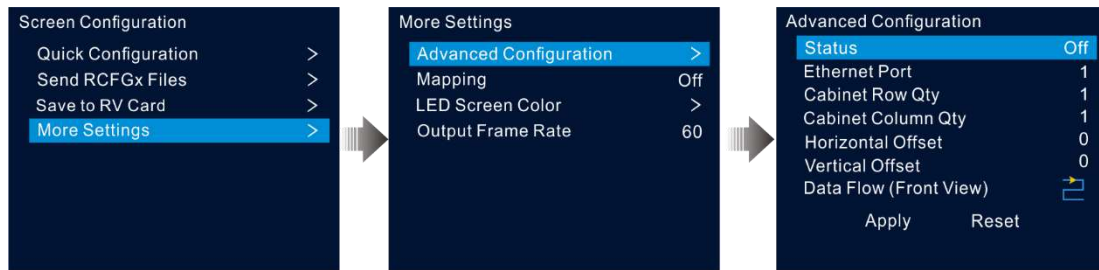 Screen Configuration
Quick Configuration >
Send RCFGx Files >
Save to RV Card >
More Settings >
More Settings
Advanced Configuration >
Mapping Off
LED Screen Color >
Output Frame Rate 60
Advanced Configuration
Status Off
Ethernet Port 1
Cabinet Row Qty 1
Cabinet Column Qty 1
Horizontal Offset 0
Vertical Offset 0
Data Flow (Front View)
Apply Reset